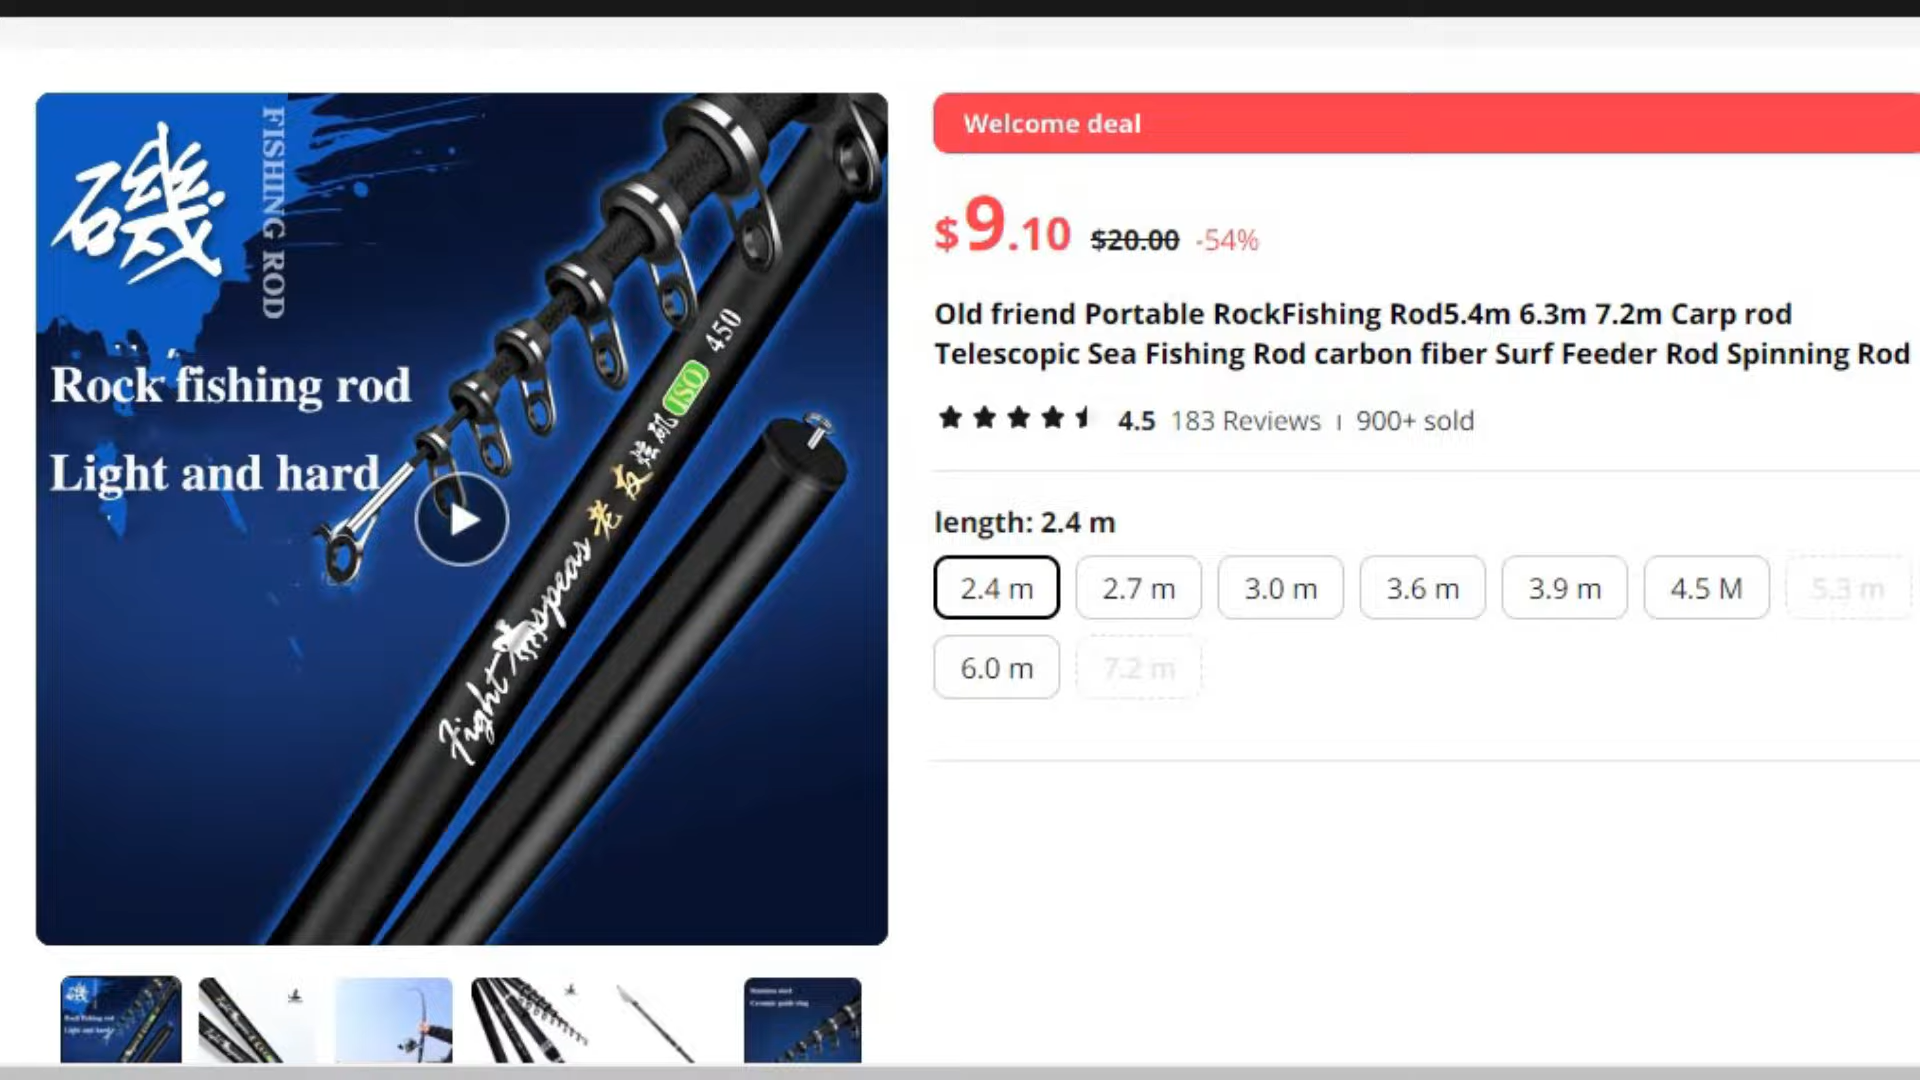 磯
FISHING ROD
Rock fishing rod
Light and hard
450
ISO
老友
Fight
speas
Welcome deal
$9.10 $20.00 -54%
Old friend Portable RockFishing Rod5.4m 6.3m 7.2m Carp rod
Telescopic Sea Fishing Rod carbon fiber Surf Feeder Rod Spinning Rod
4.5 183 Reviews | 900+ sold
length: 2.4 m
2.4 m 2.7 m 3.0 m 3.6 m 3.9 m 4.5 M 5.3 m
6.0 m 7.2 m